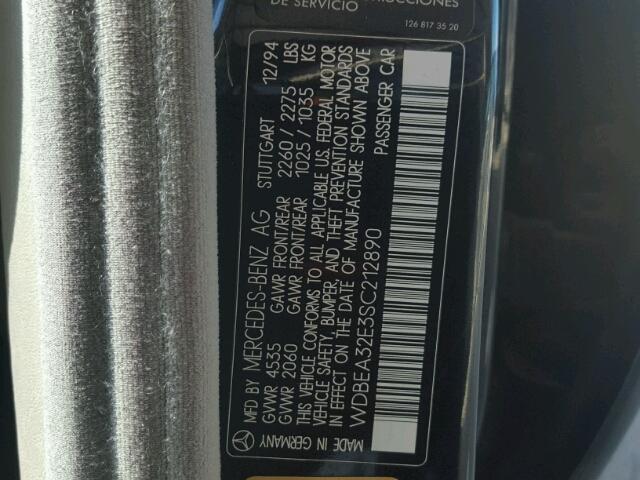 DE SERVICIO
126 817 35 20
MFD BY MERCEDES-BENZ AG STUTTGART 12/94
GVWR 4535 GAWR FRONT/REAR 2260 / 2275 LBS
GVWR 2060 GAWR FRONT/REAR 1025 / 1035 KG
THIS VEHICLE CONFORMS TO ALL APPLICABLE U.S. FEDERAL MOTOR
VEHICLE SAFETY, BUMPER, AND THEFT PREVENTION STANDARDS
IN EFFECT ON THE DATE OF MANUFACTURE SHOWN ABOVE
WDBEA32E3SC212890 PASSENGER CAR
MADE IN GERMANY